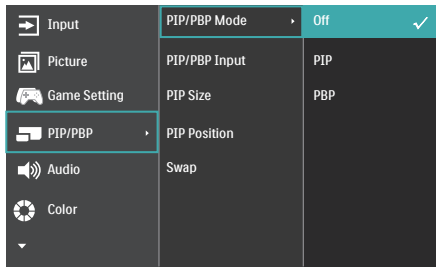 Input
Picture
Game Setting
PIP/PBP
Audio
Color
PIP/PBP Mode
PIP/PBP Input
PIP Size
PIP Position
Swap
Off
PIP
PBP